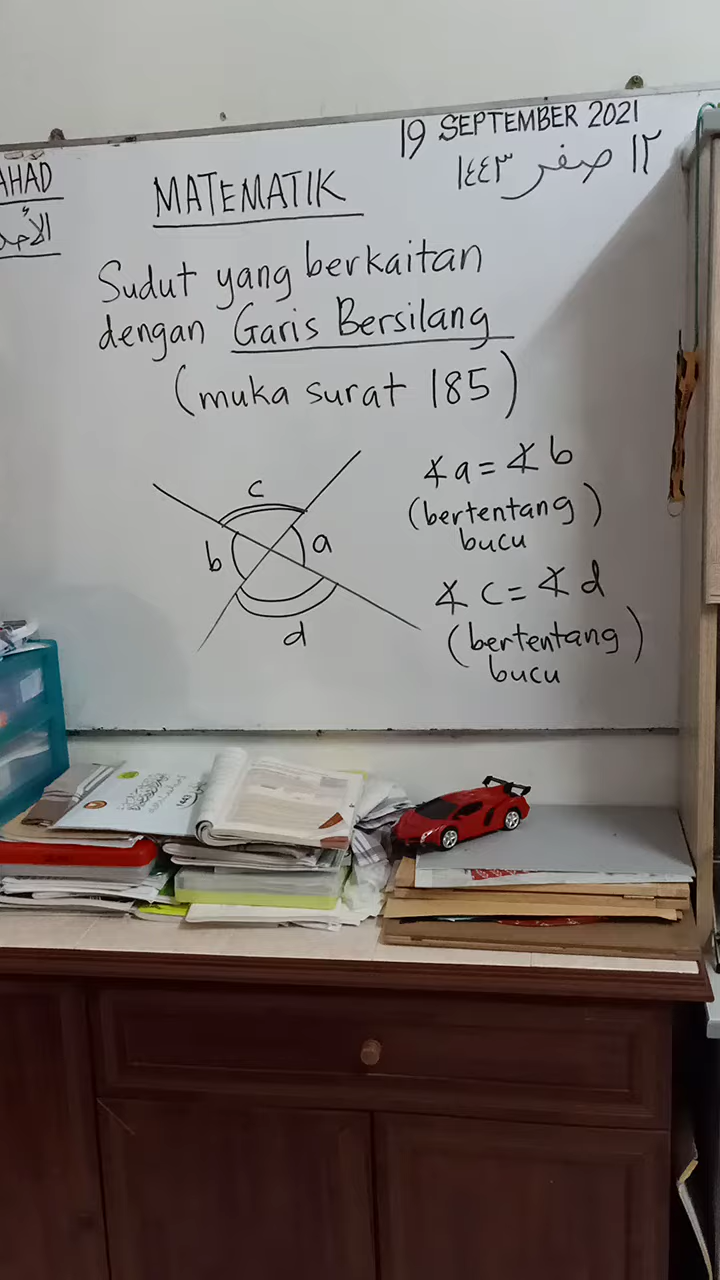 19 SEPTEMBER 2021
١٢ صفر ١٤٤٣
AHAD
الأحد
MATEMATIK
Sudut yang berkaitan
dengan Garis Bersilang
(muka surat 185)
c
b
a
d
∡a = ∡b
(bertentang)
bucu
∡c = ∡d
(bertentang)
bucu